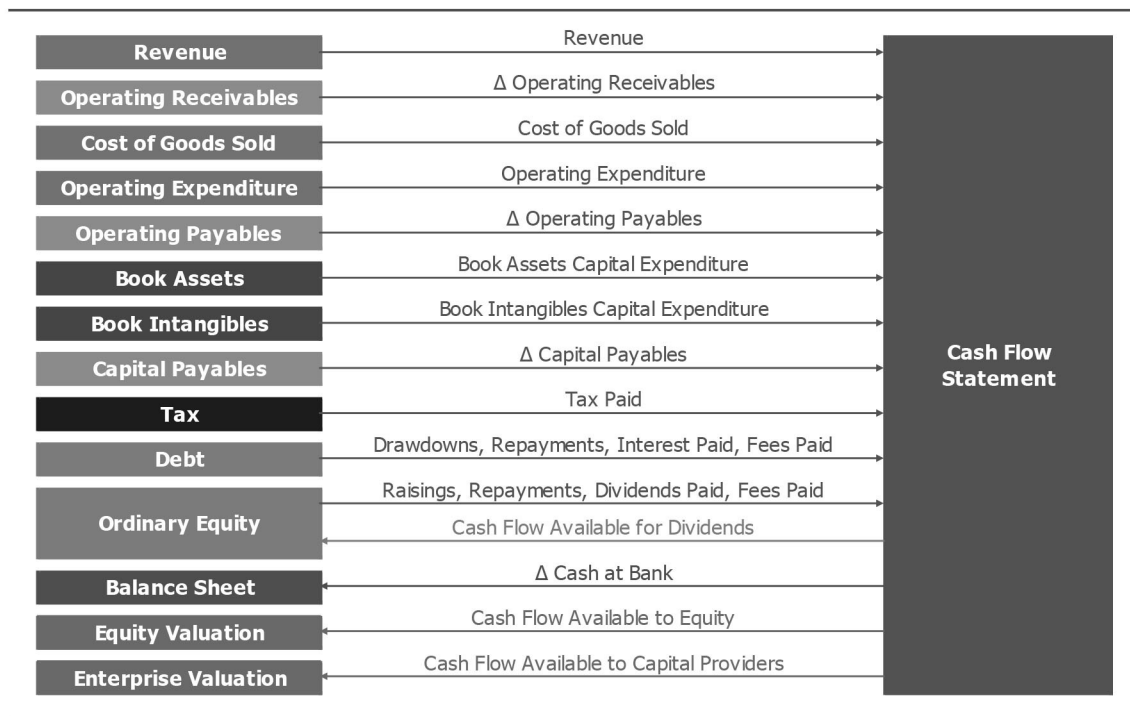 Revenue
Revenue
Operating Receivables
Δ Operating Receivables
Cost of Goods Sold
Cost of Goods Sold
Operating Expenditure
Operating Expenditure
Operating Payables
Δ Operating Payables
Book Assets
Book Assets Capital Expenditure
Book Intangibles
Book Intangibles Capital Expenditure
Capital Payables
Δ Capital Payables
Tax
Tax Paid
Debt
Drawdowns, Repayments, Interest Paid, Fees Paid
Ordinary Equity
Raisings, Repayments, Dividends Paid, Fees Paid
Cash Flow Available for Dividends
Balance Sheet
Δ Cash at Bank
Equity Valuation
Cash Flow Available to Equity
Enterprise Valuation
Cash Flow Available to Capital Providers
Cash Flow
Statement